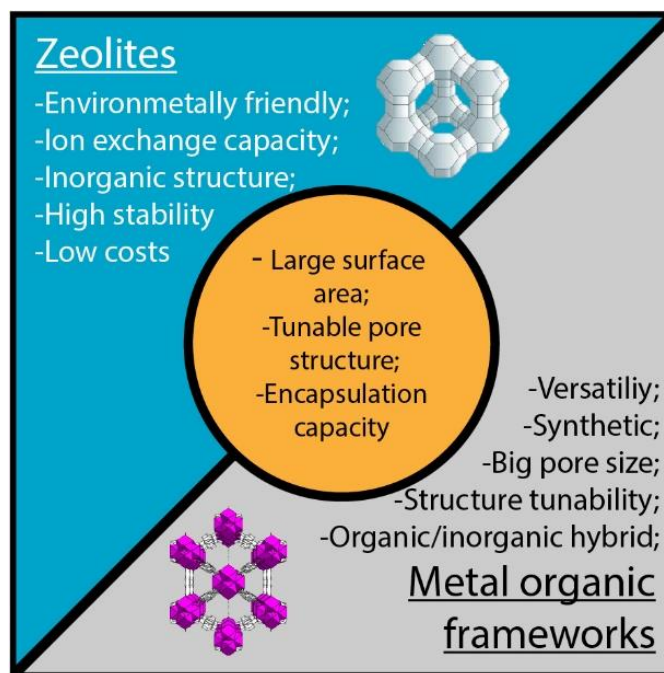 Zeolites
-Environmetally friendly;
-Ion exchange capacity;
-Inorganic structure;
-High stability
-Low costs
- Large surface
area;
-Tunable pore
structure;
-Encapsulation
capacity
-Versatiliy;
-Synthetic;
-Big pore size;
-Structure tunability;
-Organic/inorganic hybrid;
Metal organic
frameworks